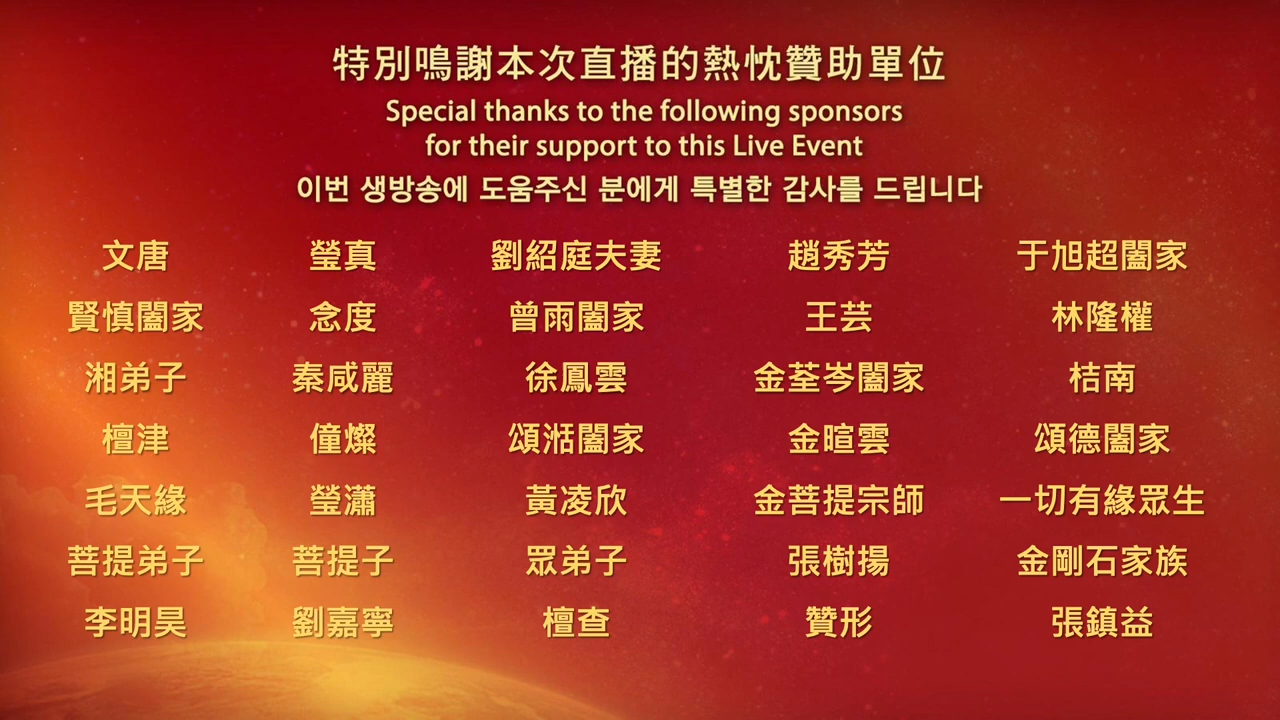 特別鳴謝本次直播的熱忱贊助單位
Special thanks to the following sponsors
for their support to this Live Event
이번 생방송에 도움주신 분에게 특별한 감사를 드립니다
文唐 瑩真 劉紹庭夫妻 趙秀芳 于旭超闔家
賢慎闔家 念度 曾雨闔家 王芸 林隆權
湘弟子 秦咸麗 徐鳳雲 金荃岑闔家 桔南
檀津 僮燦 頌湉闔家 金暄雲 頌德闔家
毛天緣 瑩瀟 黃凌欣 金菩提宗師 一切有緣眾生
菩提弟子 菩提子 眾弟子 張樹揚 金剛石家族
李明昊 劉嘉寧 檀查 贊形 張鎮益